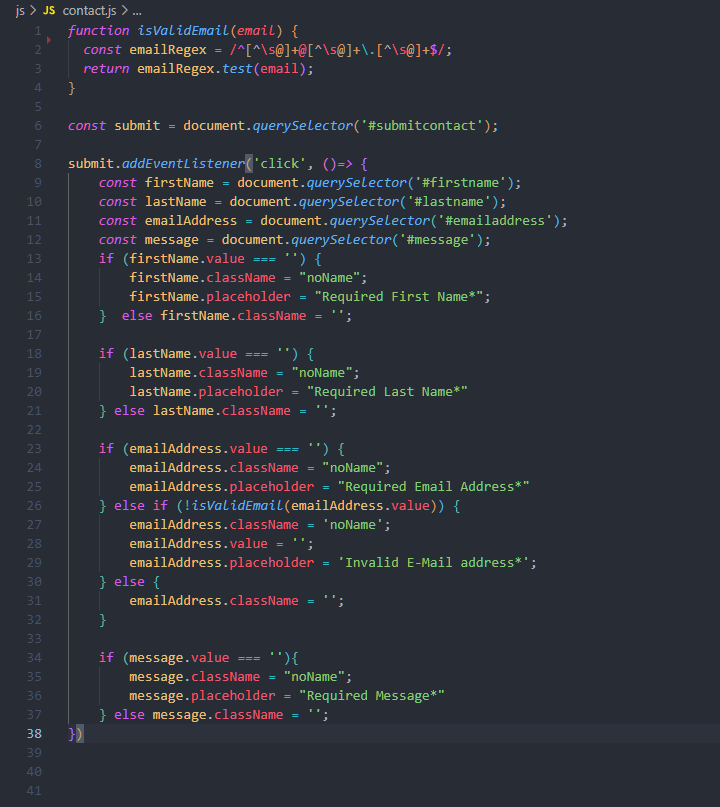 js > JS contact.js > ...
1 function isValidEmail(email) {
2   const emailRegex = /^[^\s@]+@[^\s@]+\.[^\s@]+$/;
3   return emailRegex.test(email);
4 }
5
6 const submit = document.querySelector('#submitcontact');
7
8 submit.addEventListener('click', ()=> {
9     const firstName = document.querySelector('#firstname');
10     const lastName = document.querySelector('#lastname');
11     const emailAddress = document.querySelector('#emailaddress');
12     const message = document.querySelector('#message');
13     if (firstName.value === '') {
14         firstName.className = "noName";
15         firstName.placeholder = "Required First Name*";
16     }  else firstName.className = '';
17
18     if (lastName.value === '') {
19         lastName.className = "noName";
20         lastName.placeholder = "Required Last Name*"
21     } else lastName.className = '';
22
23     if (emailAddress.value === '') {
24         emailAddress.className = "noName";
25         emailAddress.placeholder = "Required Email Address*"
26     } else if (!isValidEmail(emailAddress.value)) {
27         emailAddress.className = 'noName';
28         emailAddress.value = '';
29         emailAddress.placeholder = 'Invalid E-Mail address*';
30     } else {
31         emailAddress.className = '';
32     }
33
34     if (message.value === ''){
35         message.className = "noName";
36         message.placeholder = "Required Message*"
37     } else message.className = '';
38 })
39
40
41